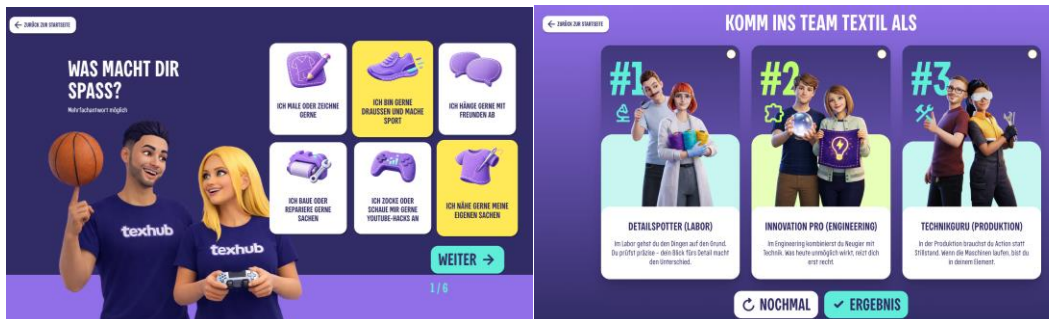 ← ZURÜCK ZUR STARTSEITE
WAS MACHT DIR
SPASS?
Mehrfachantwort möglich
ICH MALE ODER ZEICHNE
GERNE
ICH BIN GERNE
DRAUSSEN UND MACHE
SPORT
ICH HÄNGE GERNE MIT
FREUNDEN AB
ICH BAUE ODER
REPARIERE GERNE
SACHEN
ICH ZOCKE ODER
SCHAUE MIR GERNE
YOUTUBE-HACKS AN
ICH NÄHE GERNE MEINE
EIGENEN SACHEN
texhub
texhub
WEITER →
1/6
← ZURÜCK ZUR STARTSEITE
KOMM INS TEAM TEXTIL ALS
#1
#2
#3
DETAILSPOTTER (LABOR)
Im Labor gehst du den Dingen auf den Grund.
Du prüfst präzise – dein Blick fürs Detail macht
den Unterschied.
INNOVATION PRO (ENGINEERING)
Im Engineering kombinierst du Neugier mit
Technik. Was heute unmöglich wirkt, reizt dich
erst recht.
TECHNIKGURU (PRODUKTION)
In der Produktion brauchst du Action statt
Stillstand. Wenn die Maschinen laufen, bist du
in deinem Element.
NOCHMAL
ERGEBNIS